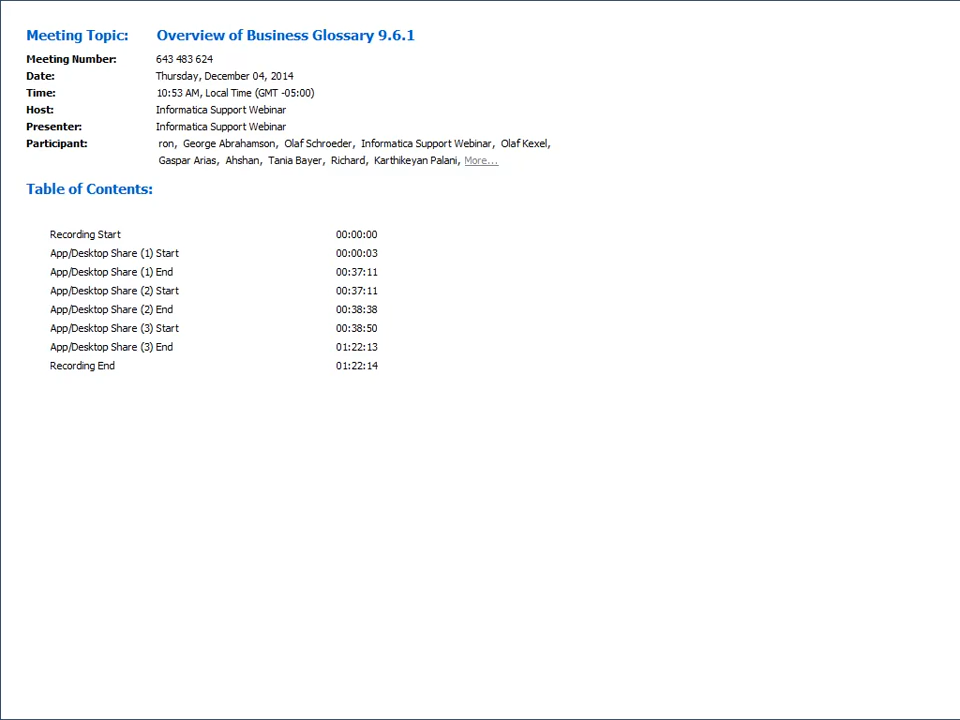 Meeting Topic: Overview of Business Glossary 9.6.1
Meeting Number: 643 483 624
Date: Thursday, December 04, 2014
Time: 10:53 AM, Local Time (GMT -05:00)
Host: Informatica Support Webinar
Presenter: Informatica Support Webinar
Participant: ron, George Abrahamson, Olaf Schroeder, Informatica Support Webinar, Olaf Kexel,
Gaspar Arias, Ahshan, Tania Bayer, Richard, Karthikeyan Palani, More...
Table of Contents:
Recording Start 00:00:00
App/Desktop Share (1) Start 00:00:03
App/Desktop Share (1) End 00:37:11
App/Desktop Share (2) Start 00:37:11
App/Desktop Share (2) End 00:38:38
App/Desktop Share (3) Start 00:38:50
App/Desktop Share (3) End 01:22:13
Recording End 01:22:14